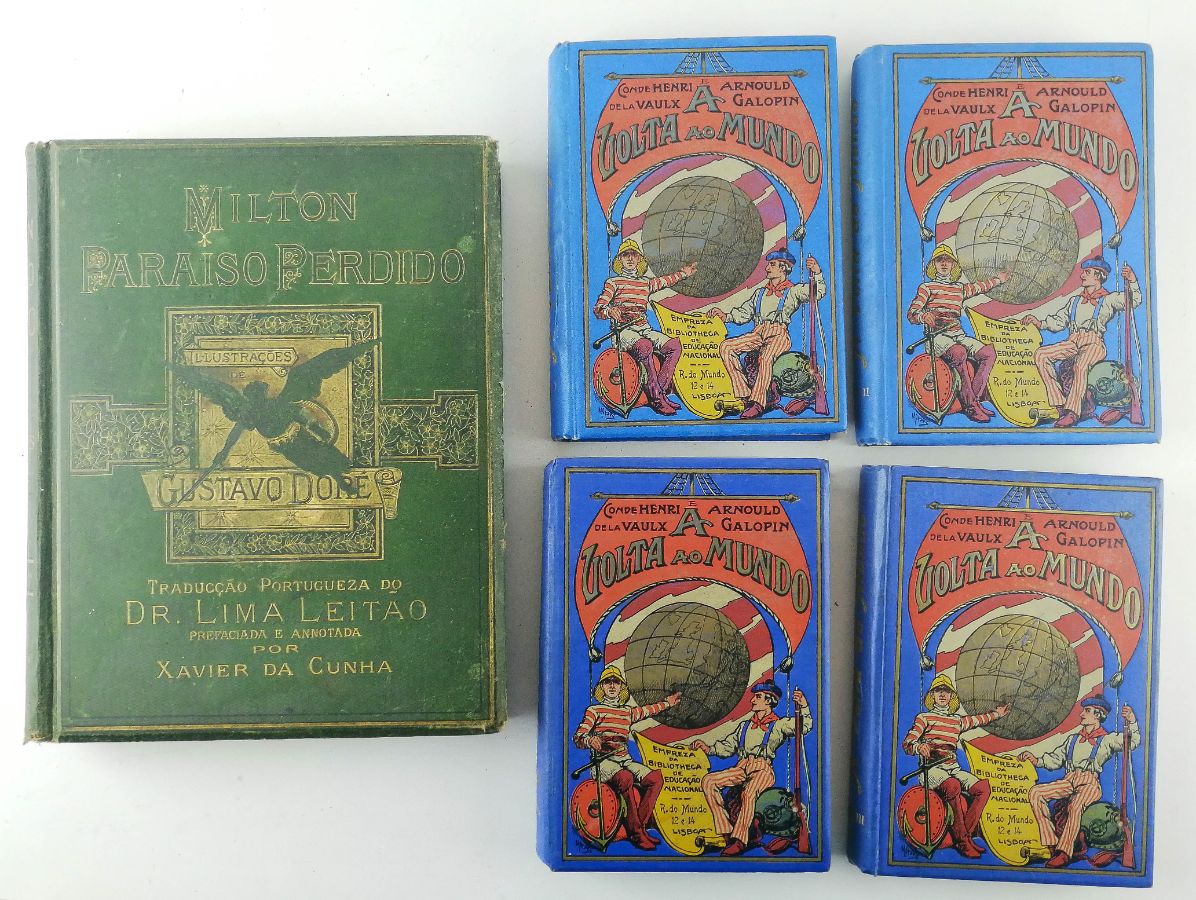 MILTON
PARAISO PERDIDO
ILLUSTRAÇÕES
DE
GUSTAVO DORÉ
TRADUCÇÃO PORTUGUEZA DO
DR. LIMA LEITÃO
PREFACIADA E ANNOTADA
POR
XAVIER DA CUNHA
CONDE HENRI E ARNOULD
DE LA VAULX GALOPIN
A
VOLTA AO MUNDO
EMPREZA
DA
BIBLIOTHECA
DE
EDUCAÇÃO
NACIONAL
R. do Mundo
12 e 14
LISBOA
CONDE HENRI E ARNOULD
DE LA VAULX GALOPIN
A
VOLTA AO MUNDO
EMPREZA
DA
BIBLIOTHECA
DE
EDUCAÇÃO
NACIONAL
R. do Mundo
12 e 14
LISBOA
II
CONDE HENRI E ARNOULD
DE LA VAULX GALOPIN
A
VOLTA AO MUNDO
EMPREZA
DA
BIBLIOTHECA
DE
EDUCAÇÃO
NACIONAL
R. do Mundo
12 e 14
LISBOA
CONDE HENRI E ARNOULD
DE LA VAULX GALOPIN
A
VOLTA AO MUNDO
EMPREZA
DA
BIBLIOTHECA
DE
EDUCAÇÃO
NACIONAL
R. do Mundo
12 e 14
LISBOA